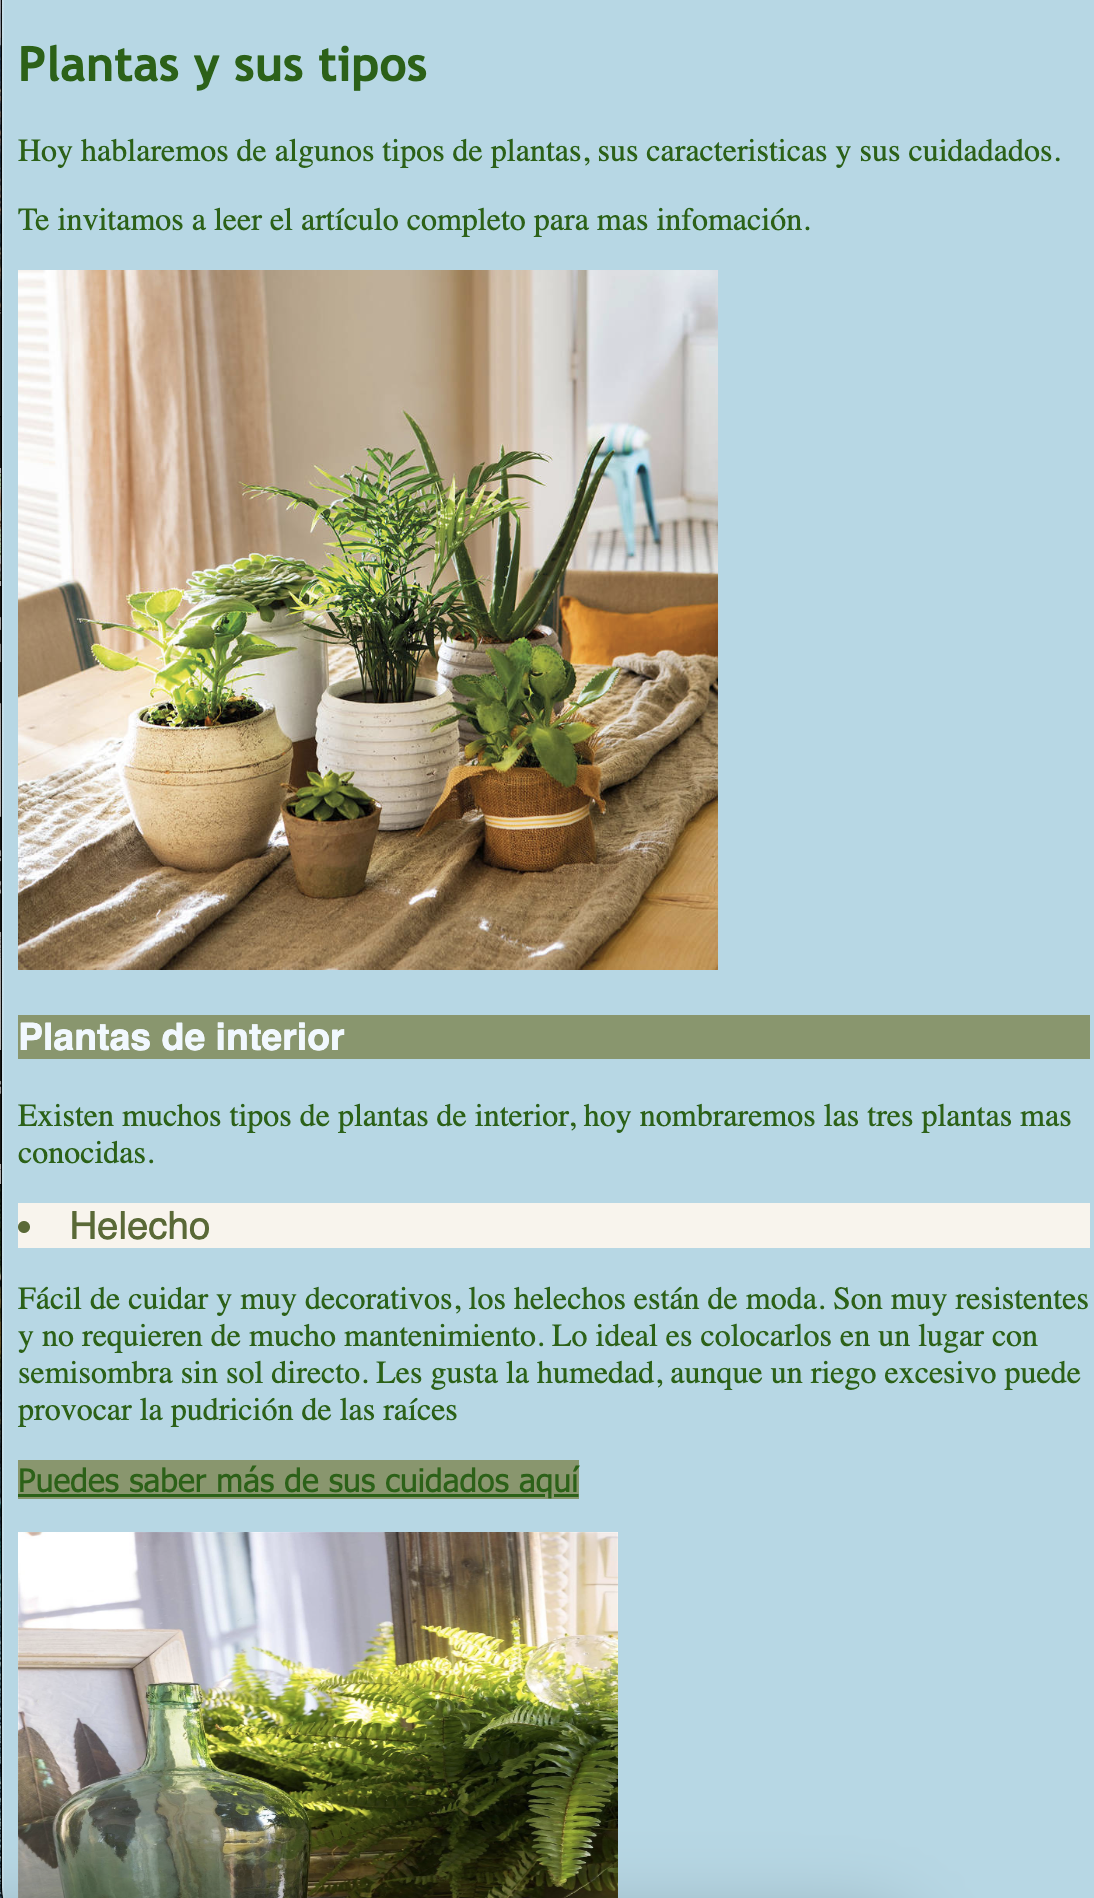 Plantas y sus tipos
Hoy hablaremos de algunos tipos de plantas, sus caracteristicas y sus cuidadados.
Te invitamos a leer el artículo completo para mas infomación.
Plantas de interior
Existen muchos tipos de plantas de interior, hoy nombraremos las tres plantas mas
conocidas.
• Helecho
Fácil de cuidar y muy decorativos, los helechos están de moda. Son muy resistentes
y no requieren de mucho mantenimiento. Lo ideal es colocarlos en un lugar con
semisombra sin sol directo. Les gusta la humedad, aunque un riego excesivo puede
provocar la pudrición de las raíces
Puedes saber más de sus cuidados aquí